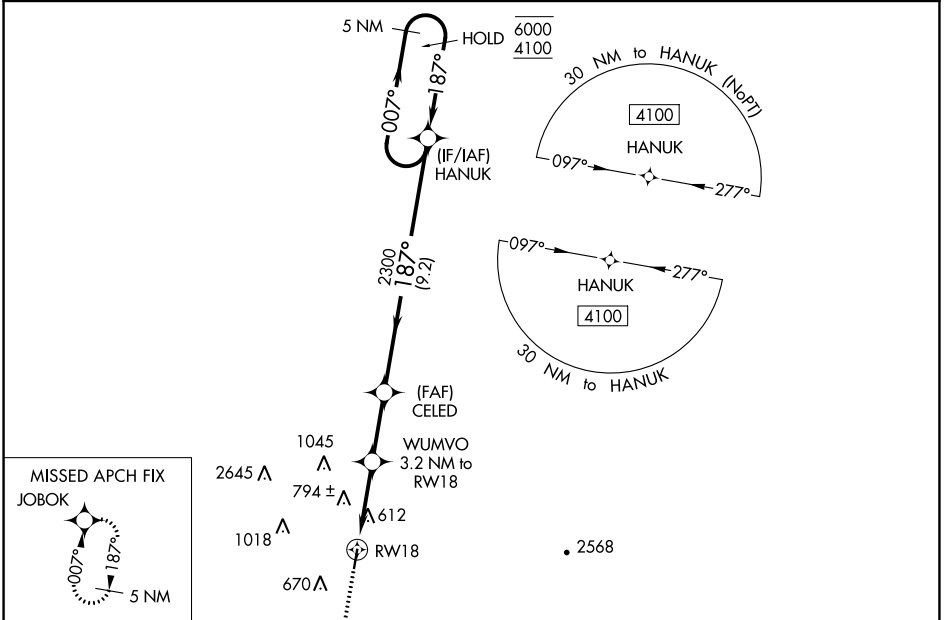 5 NM
HOLD
6000
4100
007°
187°
(IF/IAF)
HANUK
30 NM to HANUK (NoPT)
4100
HANUK
097°
277°
097°
277°
HANUK
4100
30 NM to HANUK
2300
187°
(9.2)
(FAF)
CELED
WUMVO
3.2 NM to
RW18
1045
2645
794 ±
612
1018
RW18
670
2568
MISSED APCH FIX
JOBOK
007°
187°
5 NM